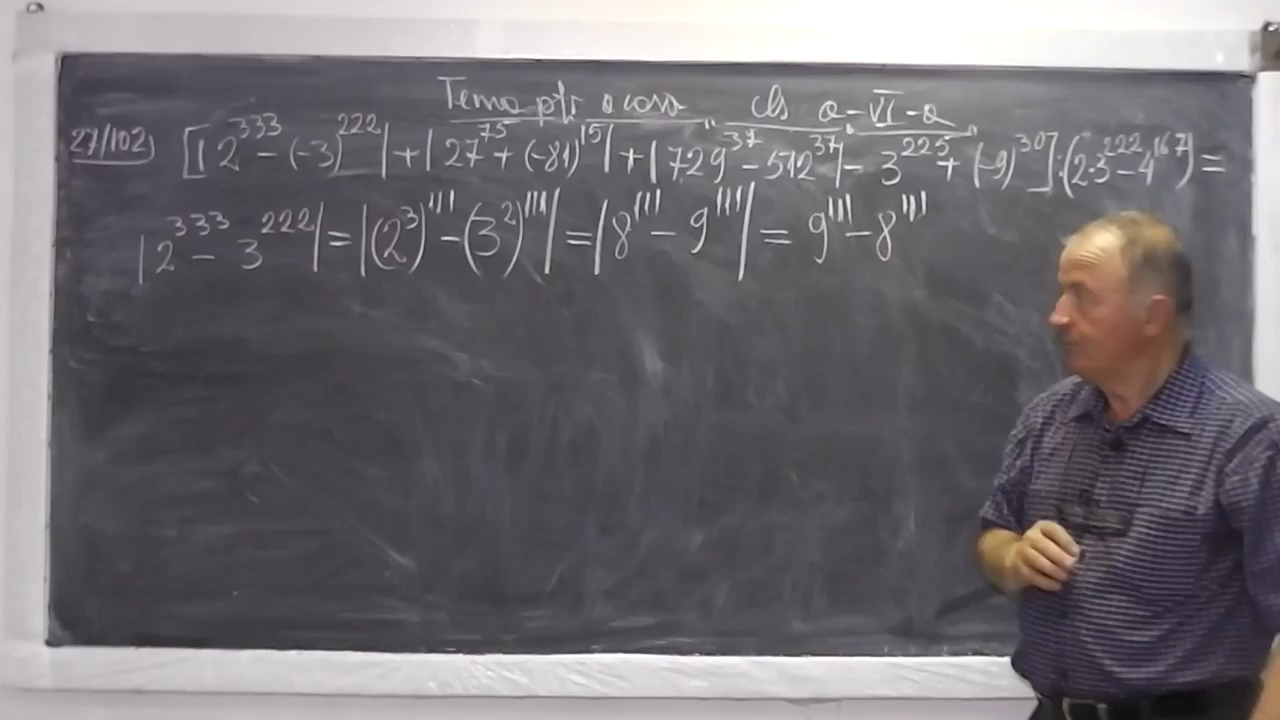 Tema ptr acasă cls a-VI-a
27/102) [|2^333 - (-3)^222| + |27^75 + (-81)^15| + |729^37 - 512^37| - 3^225 + (-9)^30] : (2·3^222 - 4^167) =
|2^333 - 3^222| = |(2^3)^111 - (3^2)^111| = |8^111 - 9^111| = 9^111 - 8^111